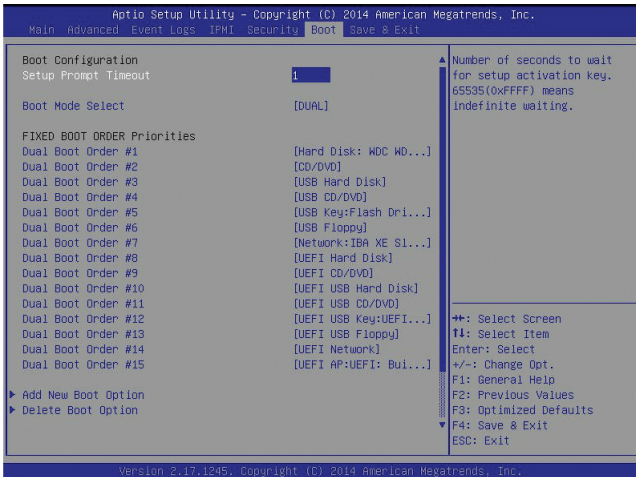 Aptio Setup Utility – Copyright (C) 2014 American Megatrends, Inc.
Main Advanced Event Logs IPMI Security Boot Save & Exit
Boot Configuration
Setup Prompt Timeout 1
Boot Mode Select [DUAL]
FIXED BOOT ORDER Priorities
Dual Boot Order #1 [Hard Disk: WDC WD...]
Dual Boot Order #2 [CD/DVD]
Dual Boot Order #3 [USB Hard Disk]
Dual Boot Order #4 [USB CD/DVD]
Dual Boot Order #5 [USB Key:Flash Dri...]
Dual Boot Order #6 [USB Floppy]
Dual Boot Order #7 [Network:IBA XE Sl...]
Dual Boot Order #8 [UEFI Hard Disk]
Dual Boot Order #9 [UEFI CD/DVD]
Dual Boot Order #10 [UEFI USB Hard Disk]
Dual Boot Order #11 [UEFI USB CD/DVD]
Dual Boot Order #12 [UEFI USB Key:UEFI...]
Dual Boot Order #13 [UEFI USB Floppy]
Dual Boot Order #14 [UEFI Network]
Dual Boot Order #15 [UEFI AP:UEFI: Bui...]
Add New Boot Option
Delete Boot Option
Number of seconds to wait
for setup activation key.
65535(0xFFFF) means
indefinite waiting.
→←: Select Screen
↑↓: Select Item
Enter: Select
+/-: Change Opt.
F1: General Help
F2: Previous Values
F3: Optimized Defaults
F4: Save & Exit
ESC: Exit
Version 2.17.1245. Copyright (C) 2014 American Megatrends, Inc.